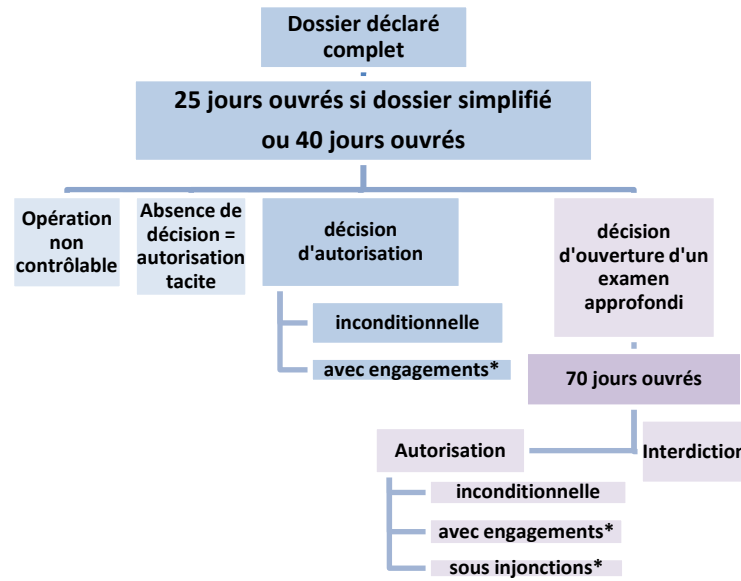 Dossier déclaré
complet
25 jours ouvrés si dossier simplifié
ou 40 jours ouvrés
Opération
non
contrôlable
Absence de
décision =
autorisation
tacite
décision
d'autorisation
décision
d'ouverture d'un
examen
approfondi
inconditionnelle
avec engagements*
70 jours ouvrés
Autorisation
Interdiction
inconditionnelle
avec engagements*
sous injonctions*